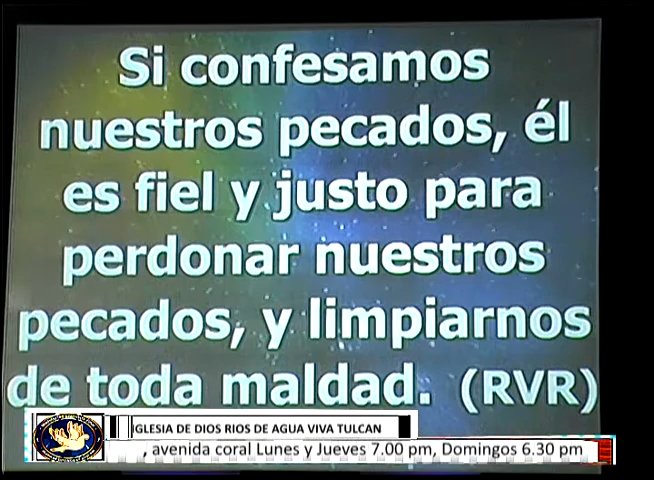 Si confesamos
nuestros pecados, él
es fiel y justo para
perdonar nuestros
pecados, y limpiarnos
de toda maldad. (RVR)
IGLESIA DE DIOS RIOS DE AGUA VIVA TULCAN
, avenida coral Lunes y Jueves 7.00 pm, Domingos 6.30 pm